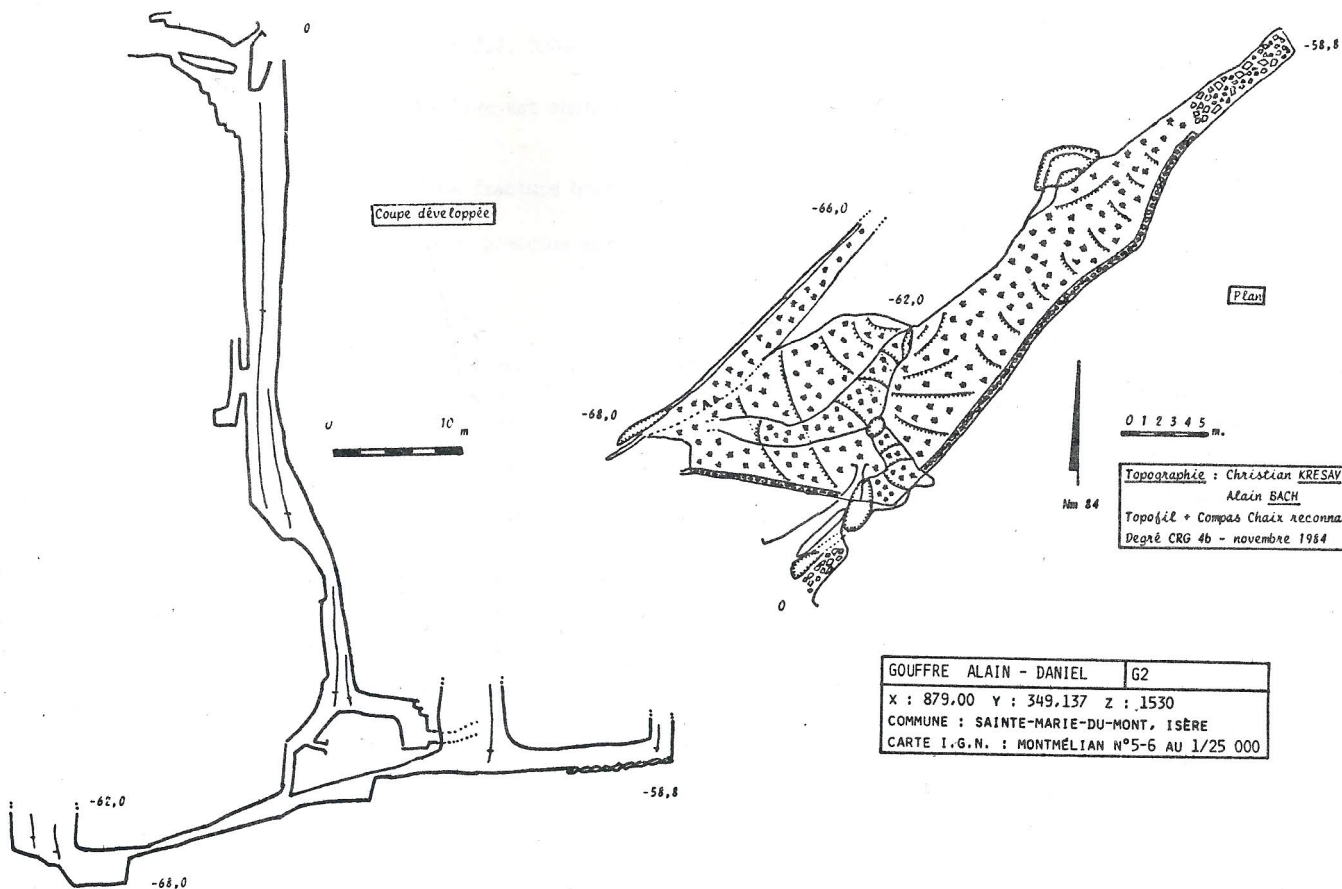 0
Coupe développée
0 10 m
-62,0
-68,0
-58,8
-58,8
-66,0
-62,0
-68,0
0
Plan
Nm 84
0 1 2 3 4 5 m.
Topographie : Christian KRESAY
Alain BACH
Topofil + Compas Chaix reconna
Degré CRG 4b - novembre 1984
GOUFFRE ALAIN - DANIEL G2
X : 879,00 Y : 349,137 Z : 1530
COMMUNE : SAINTE-MARIE-DU-MONT, ISÈRE
CARTE I.G.N. : MONTMÉLIAN N°5-6 AU 1/25 000